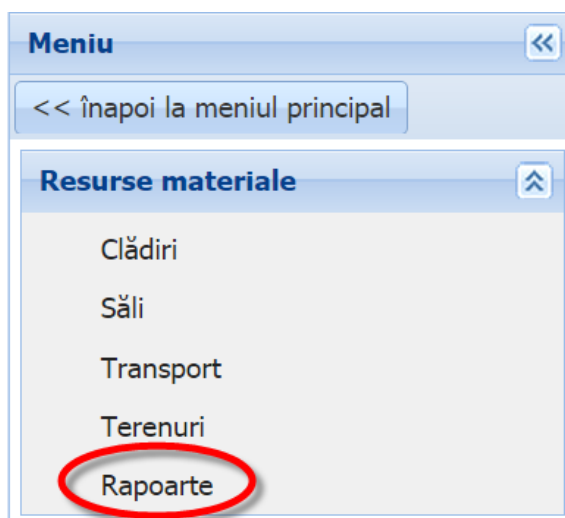 Meniu
<< înapoi la meniul principal
Resurse materiale
Clădiri
Săli
Transport
Terenuri
Rapoarte